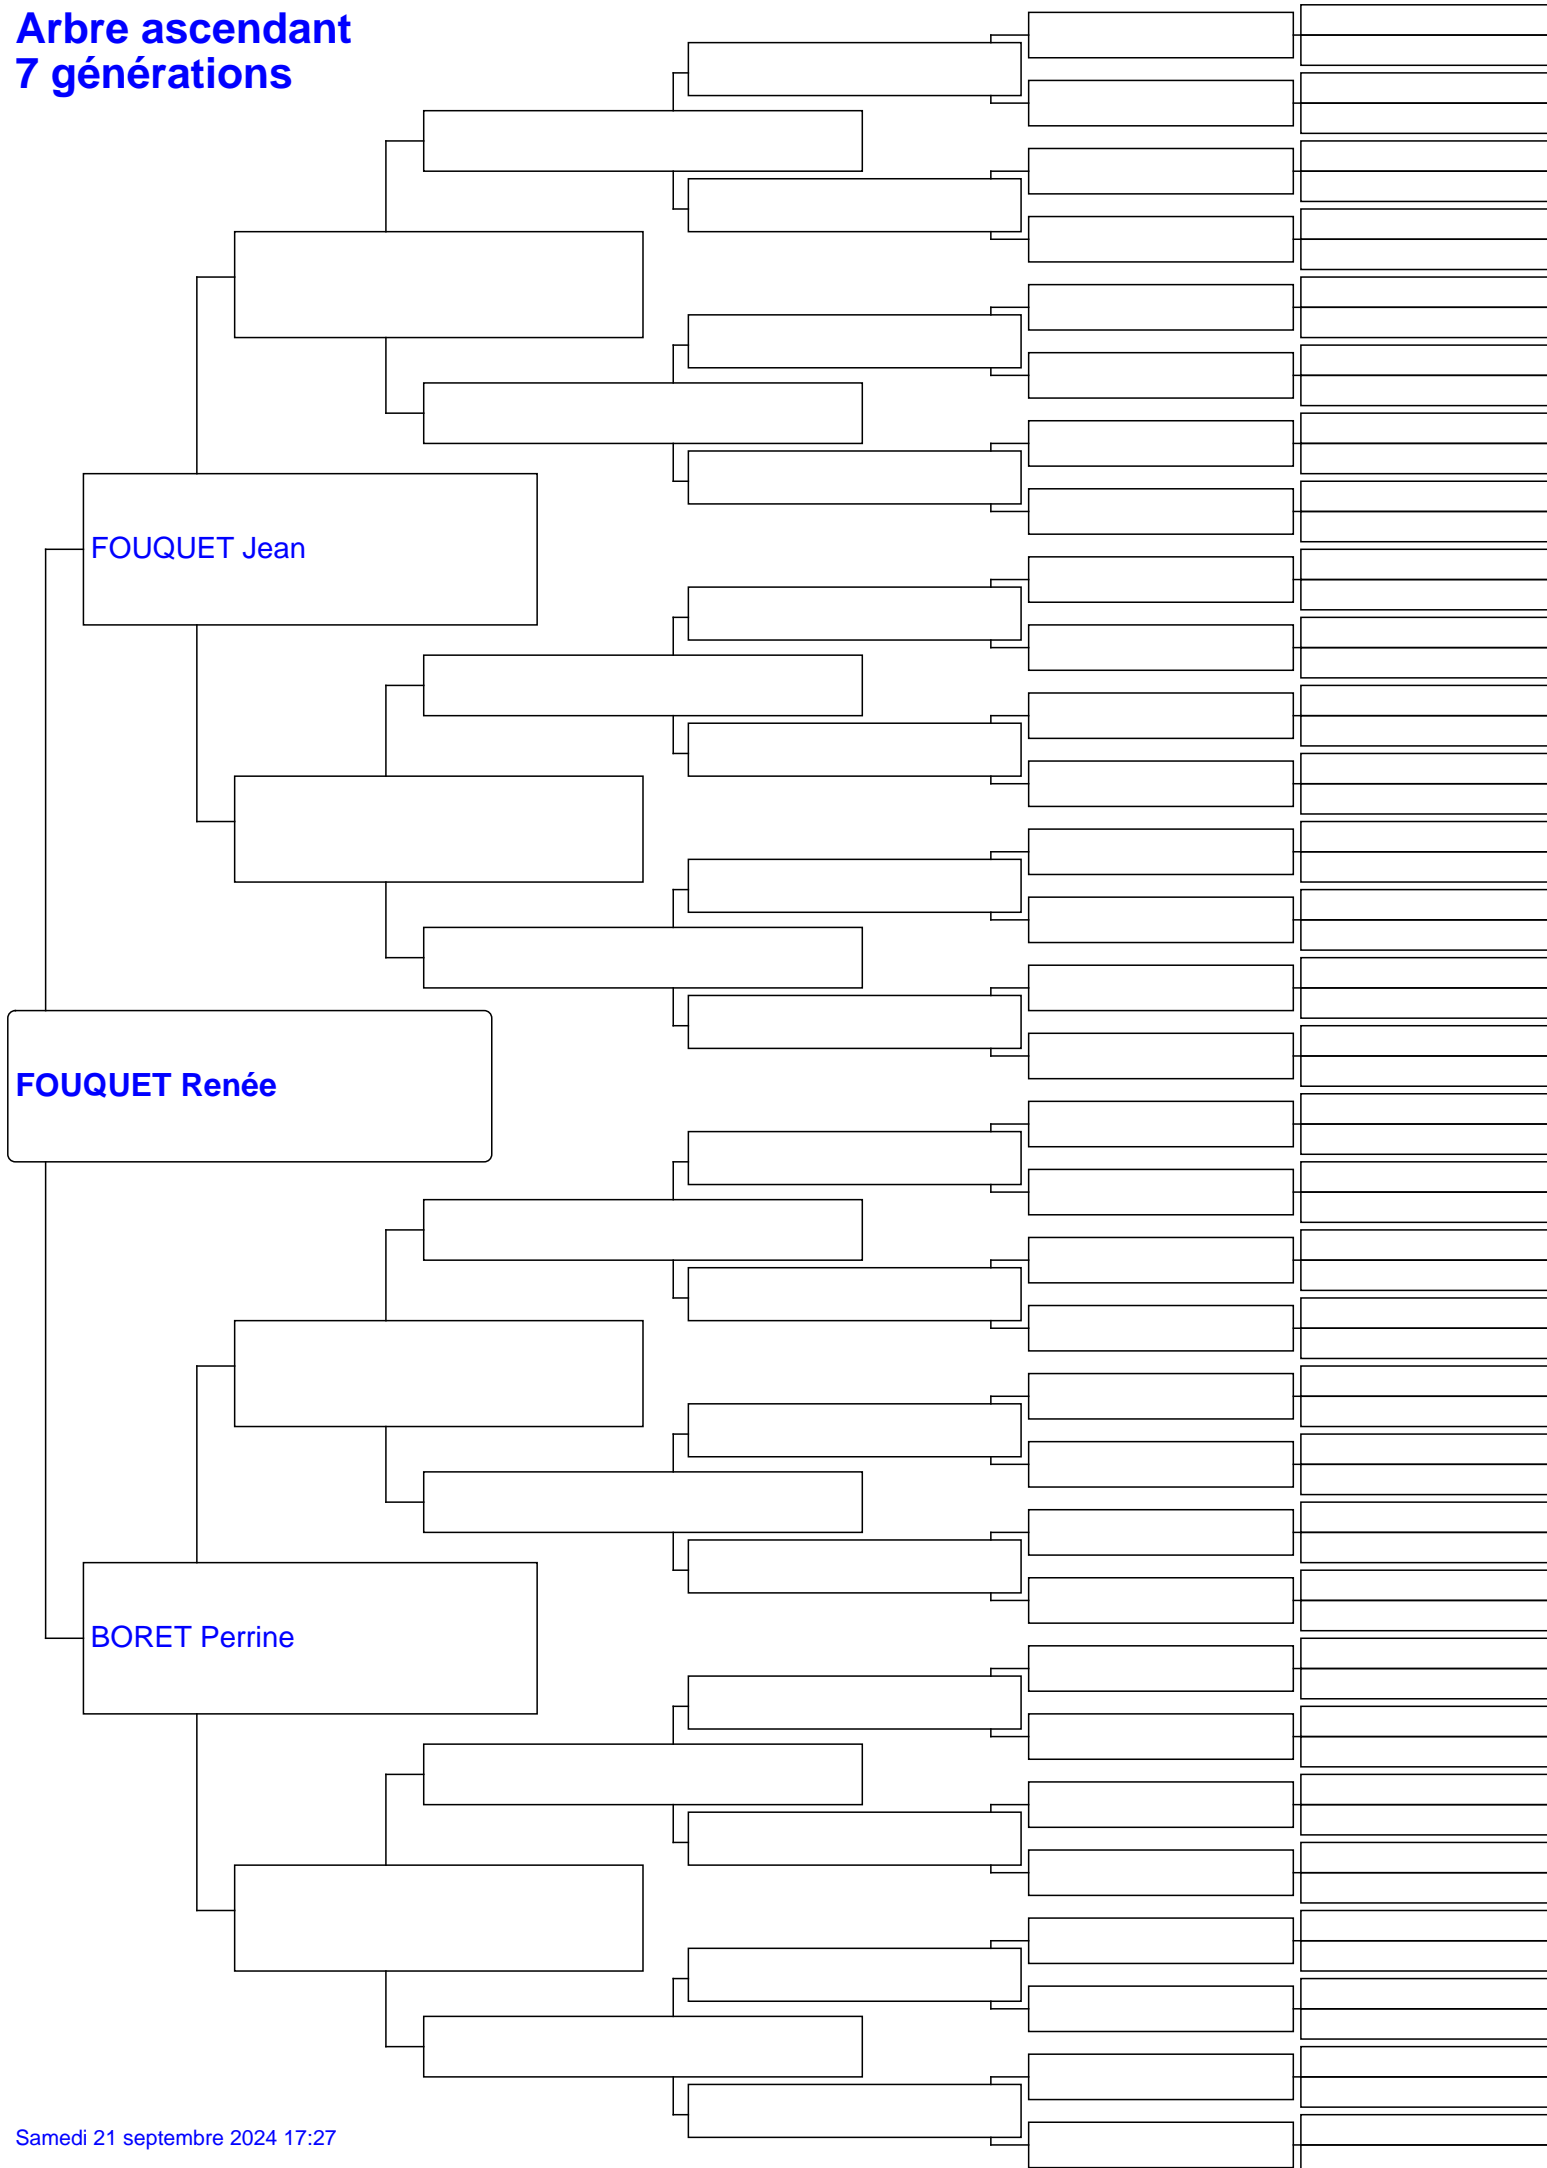 Arbre ascendant
7 générations
FOUQUET Jean
FOUQUET Renée
BORET Perrine
Samedi 21 septembre 2024 17:27